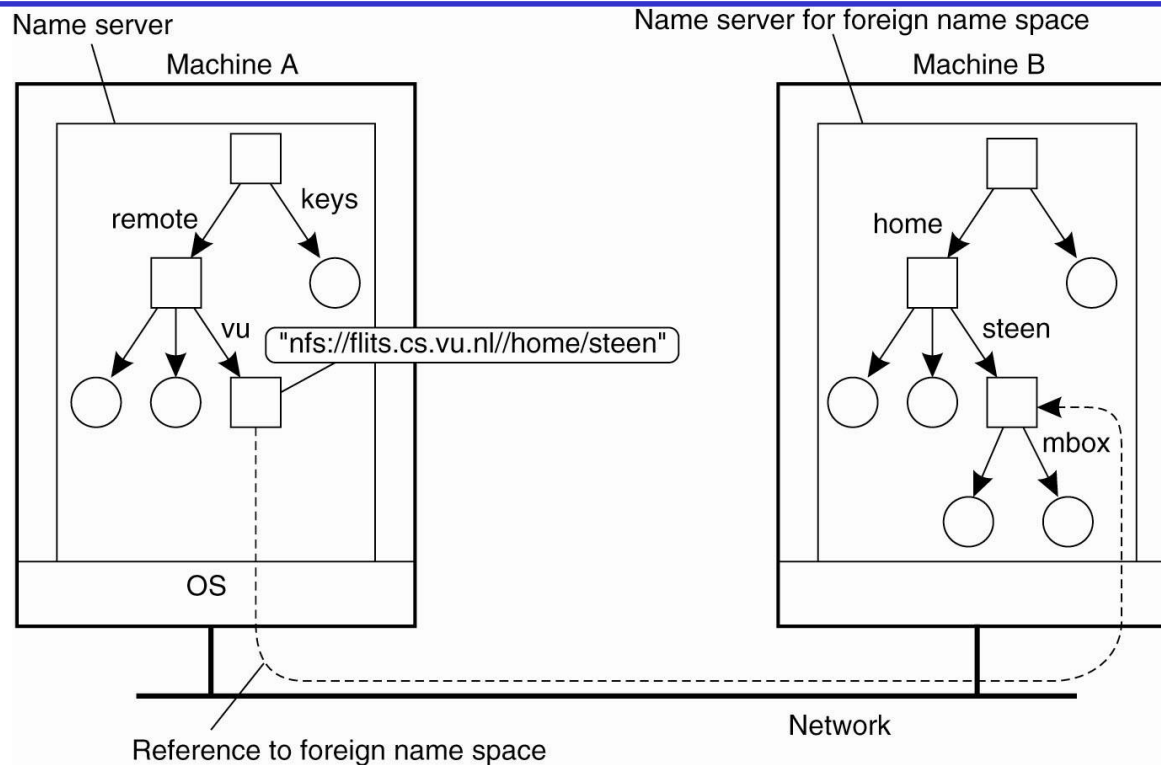 Name server
Name server for foreign name space
Machine A
Machine B
keys
remote
home
vu
"nfs://flits.cs.vu.nl//home/steen"
steen
mbox
OS
Network
Reference to foreign name space